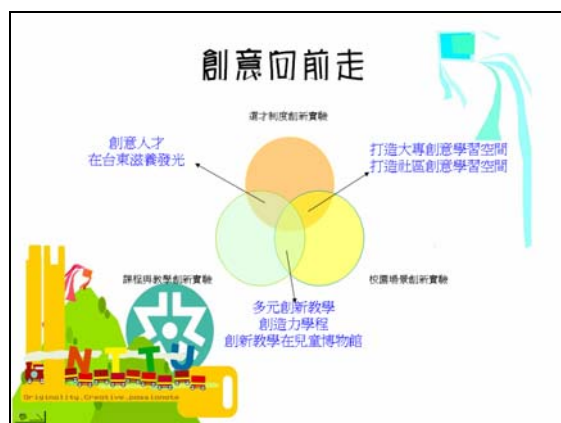 創意向前走
選才制度創新實驗
創意人才
在台東滋養發光
打造大專創意學習空間
打造社區創意學習空間
課程與教學創新實驗
校園場景創新實驗
多元創新教學
創造力學程
創新教學在兒童博物館
NTTU
Originality.Creative.passionate